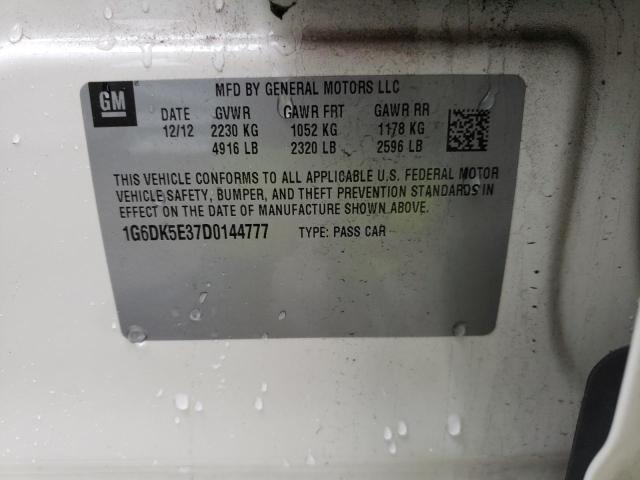 GM
MFD BY GENERAL MOTORS LLC
DATE GVWR GAWR FRT GAWR RR
12/12 2230 KG 1052 KG 1178 KG
4916 LB 2320 LB 2596 LB
THIS VEHICLE CONFORMS TO ALL APPLICABLE U.S. FEDERAL MOTOR
VEHICLE SAFETY, BUMPER, AND THEFT PREVENTION STANDARDS IN
EFFECT ON THE DATE OF MANUFACTURE SHOWN ABOVE.
1G6DK5E37D0144777 TYPE: PASS CAR